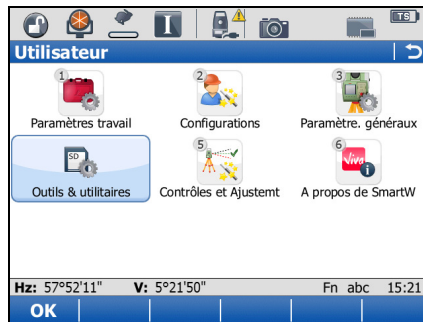 I
TS
Utilisateur
1 2 3
Paramètres travail Configurations Paramètre. généraux
SD 5 6 Viva
Outils & utilitaires Contrôles et Ajustemt A propos de SmartW
Hz: 57°52'11" V: 5°21'50" Fn abc 15:21
OK